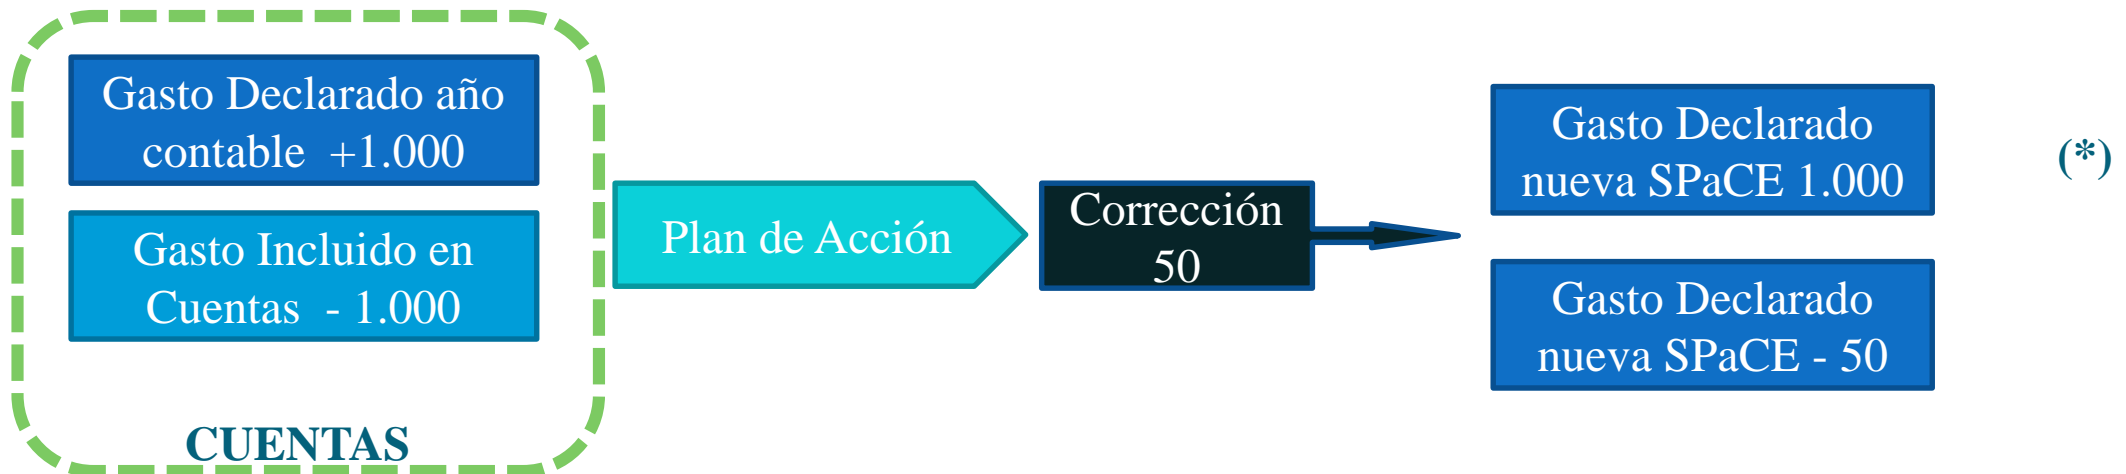 Gasto Declarado año
contable +1.000
Gasto Incluido en
Cuentas - 1.000
CUENTAS
Plan de Acción
Corrección
50
Gasto Declarado
nueva SPaCE 1.000
(*)
Gasto Declarado
nueva SPaCE - 50